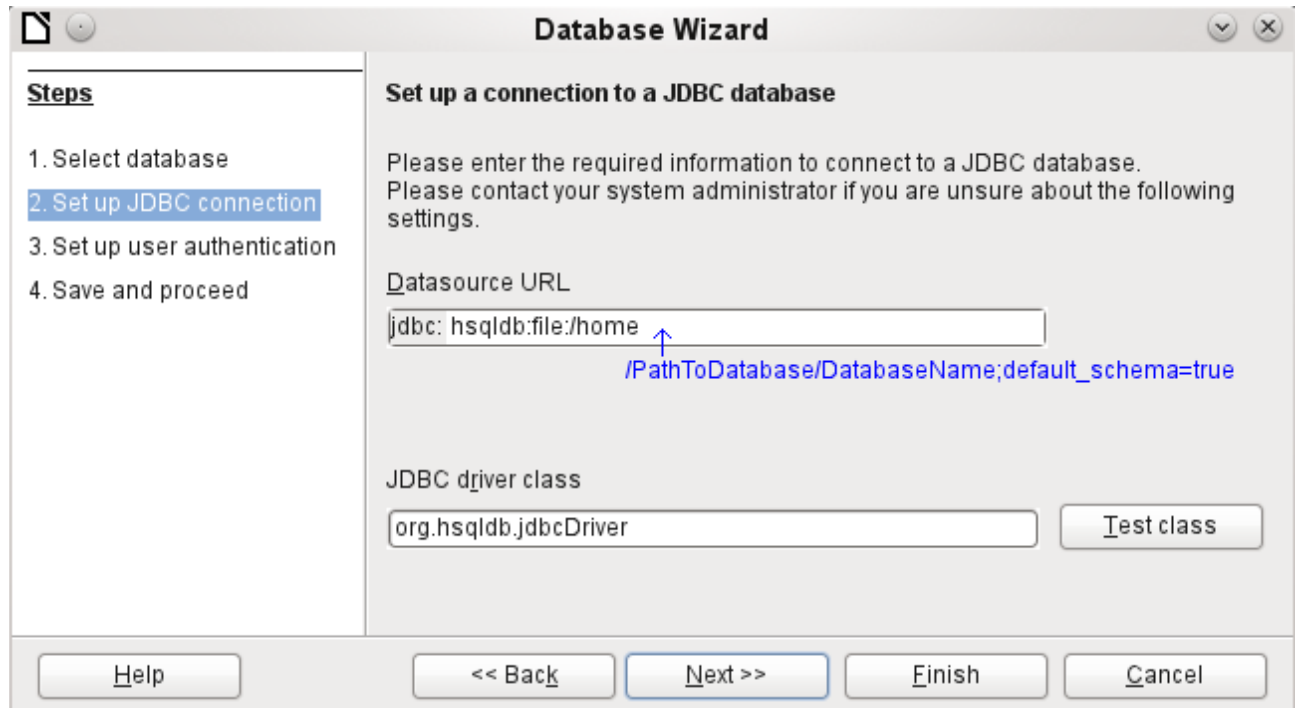 Database Wizard
Steps
1. Select database
2. Set up JDBC connection
3. Set up user authentication
4. Save and proceed
Set up a connection to a JDBC database
Please enter the required information to connect to a JDBC database.
Please contact your system administrator if you are unsure about the following
settings.
Datasource URL
jdbc: hsqldb:file:/home
/PathToDatabase/DatabaseName;default_schema=true
JDBC driver class
org.hsqldb.jdbcDriver
Test class
Help
<< Back
Next >>
Finish
Cancel